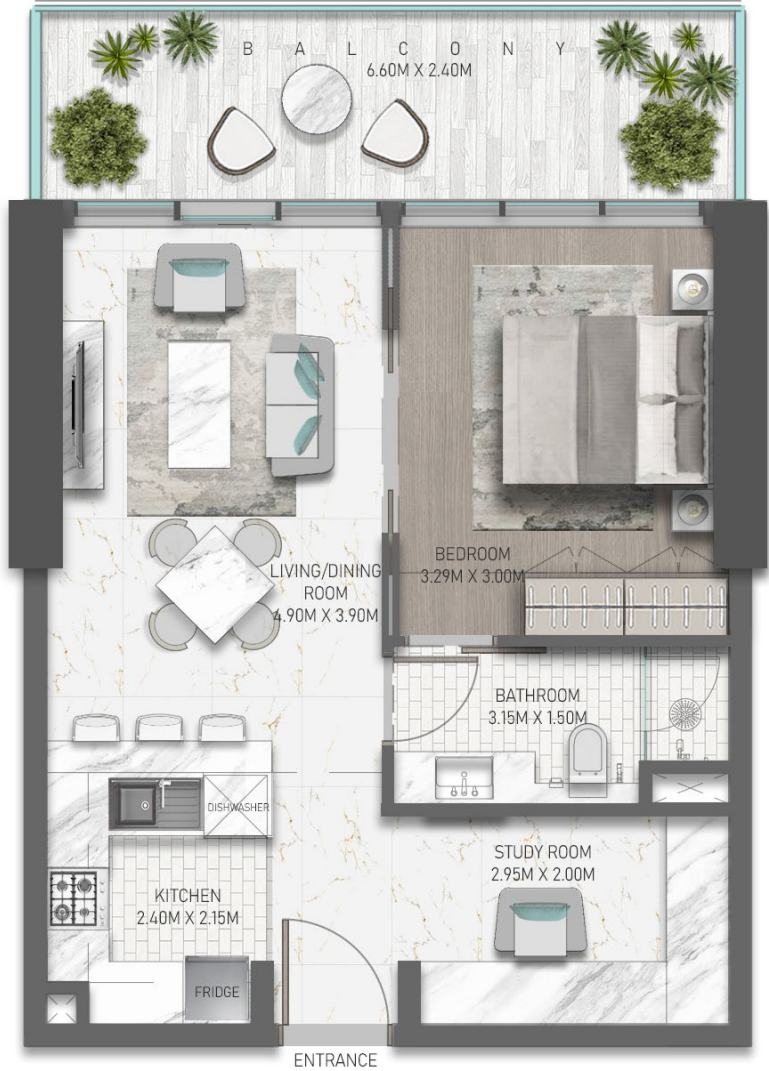 BALCONY
6.60M X 2.40M
LIVING/DINING
ROOM
4.90M X 3.90M
BEDROOM
3.29M X 3.00M
BATHROOM
3.15M X 1.50M
DISHWASHER
STUDY ROOM
2.95M X 2.00M
KITCHEN
2.40M X 2.15M
FRIDGE
ENTRANCE